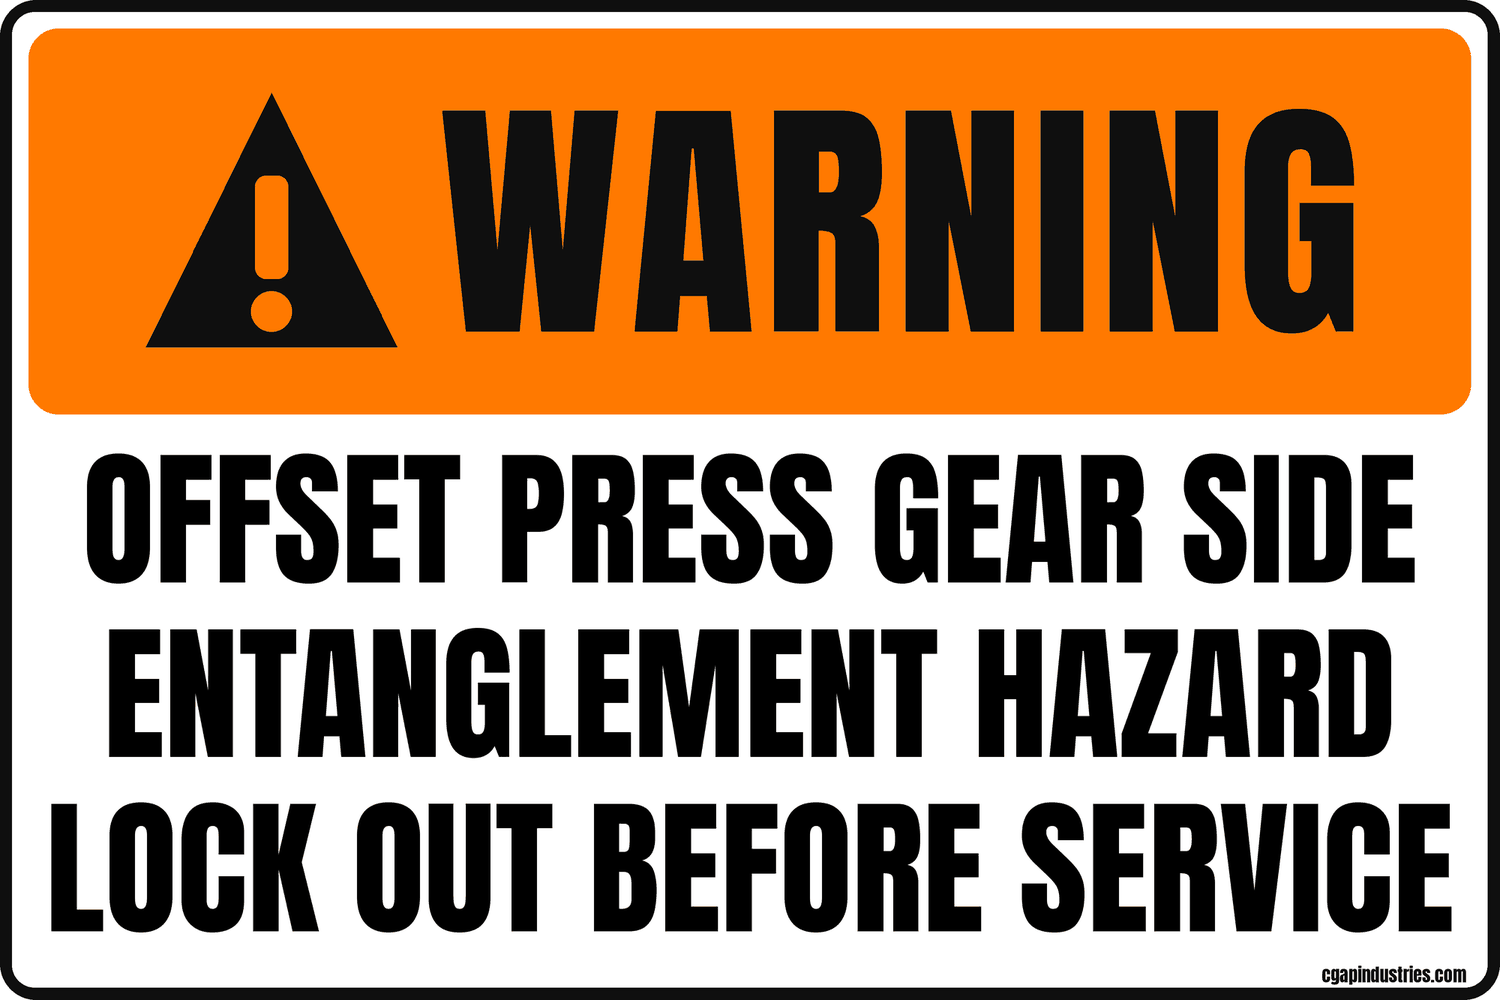 WARNING
OFFSET PRESS GEAR SIDE
ENTANGLEMENT HAZARD
LOCK OUT BEFORE SERVICE
cgapindustries.com